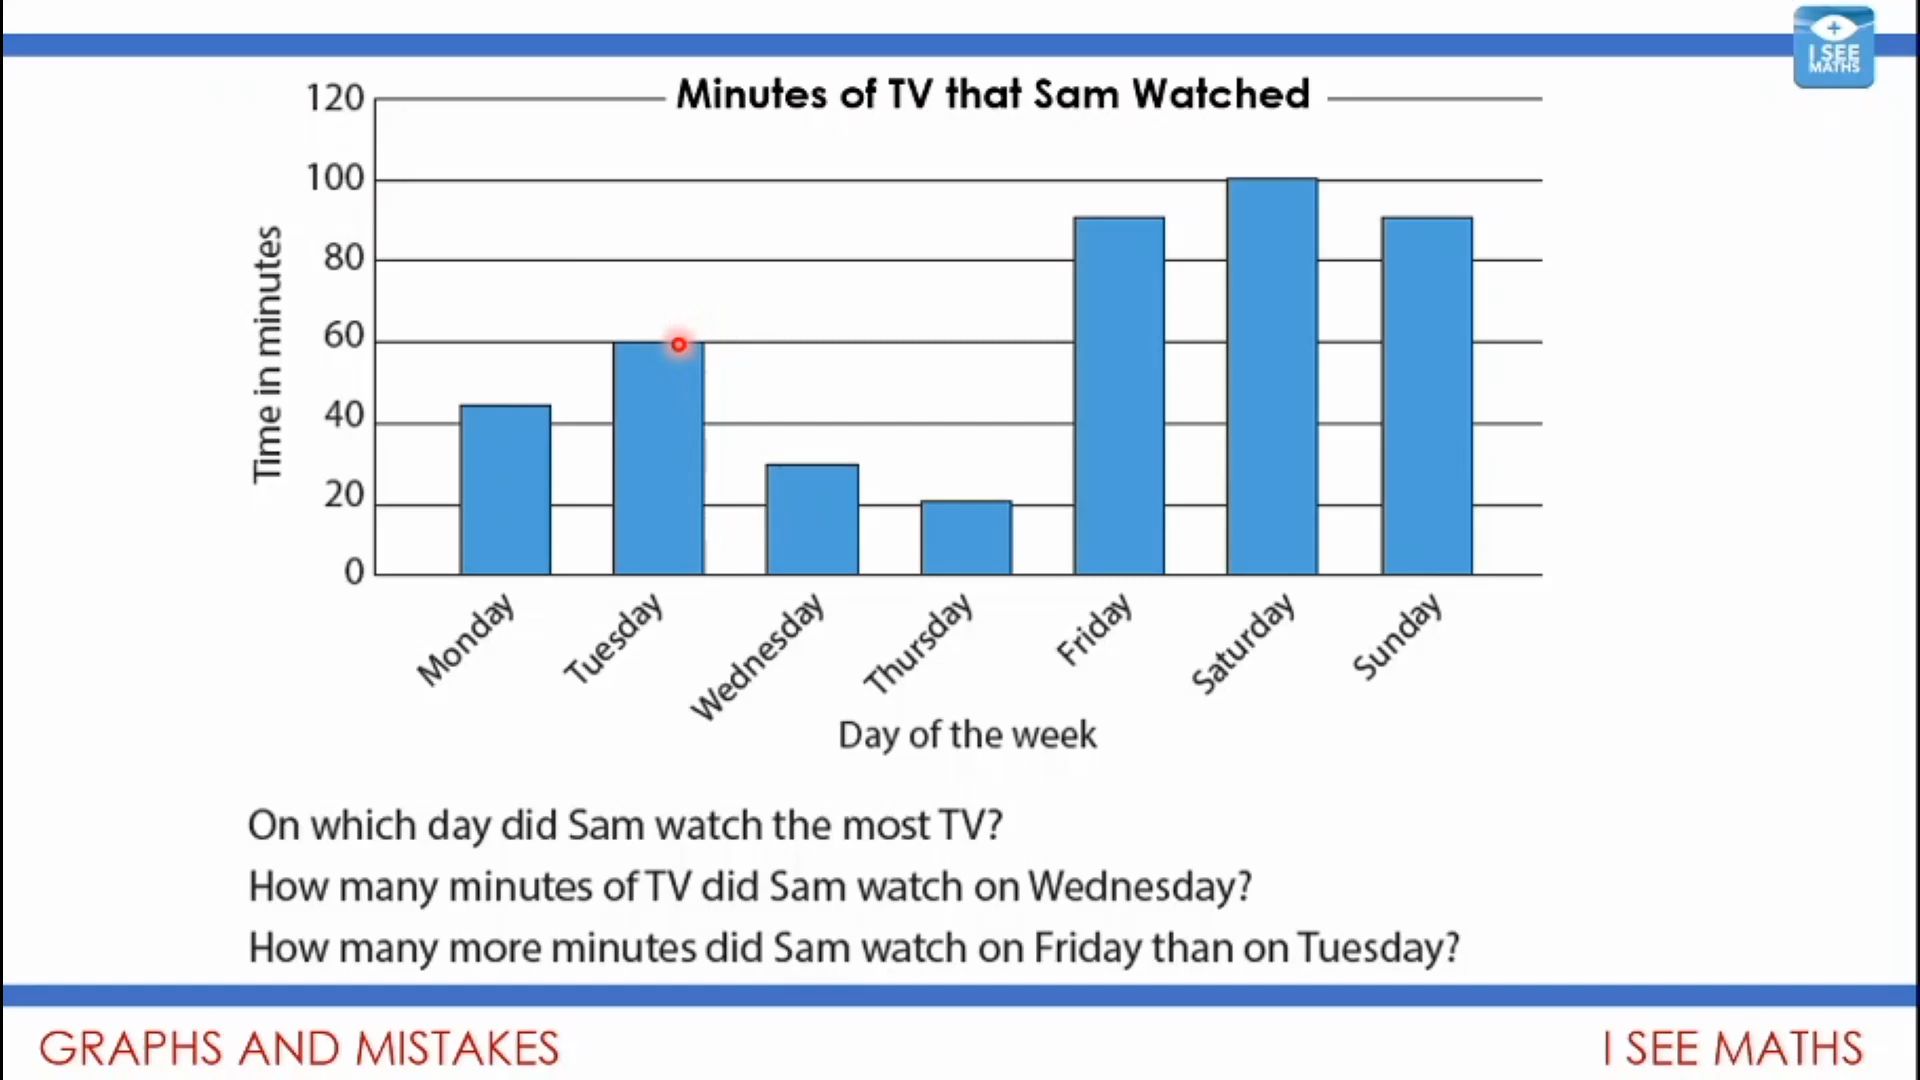 I SEE
MATHS
Minutes of TV that Sam Watched
120
100
80
60
40
20
0
Time in minutes
Monday
Tuesday
Wednesday
Thursday
Friday
Saturday
Sunday
Day of the week
On which day did Sam watch the most TV?
How many minutes of TV did Sam watch on Wednesday?
How many more minutes did Sam watch on Friday than on Tuesday?
GRAPHS AND MISTAKES
I SEE MATHS